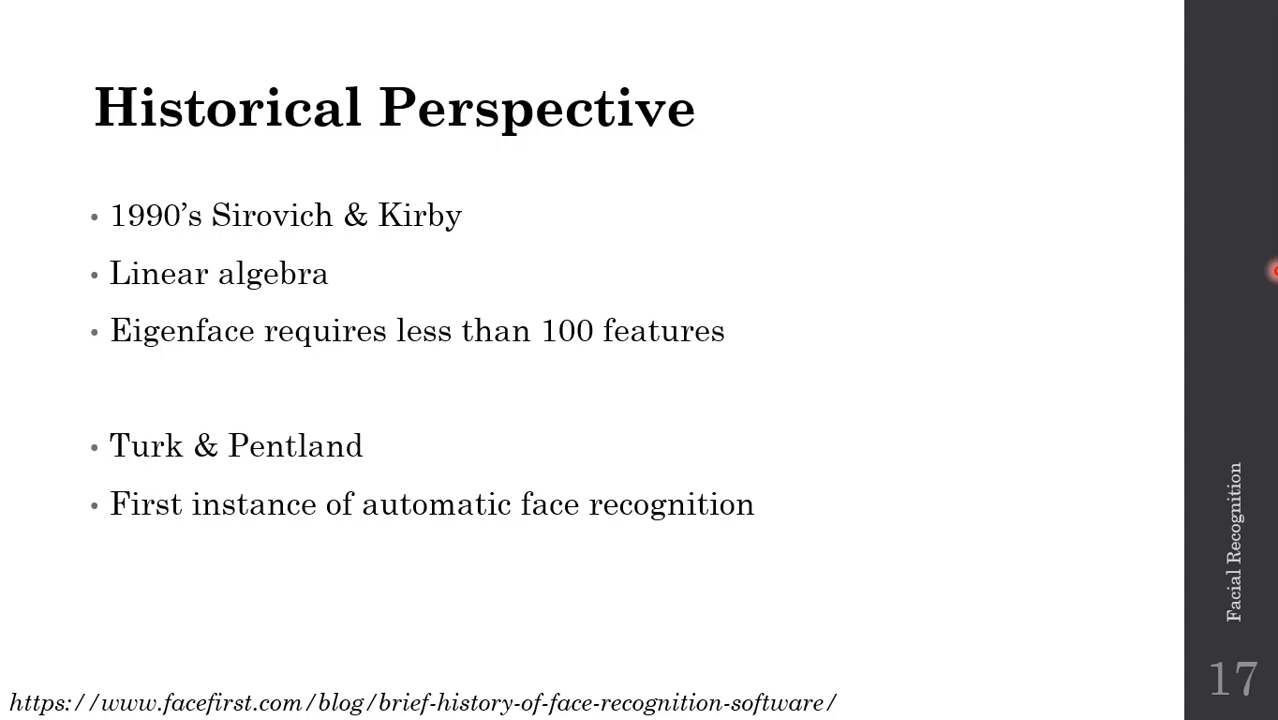 Historical Perspective
• 1990’s Sirovich & Kirby
• Linear algebra
• Eigenface requires less than 100 features
• Turk & Pentland
• First instance of automatic face recognition
Facial Recognition
17
https://www.facefirst.com/blog/brief-history-of-face-recognition-software/